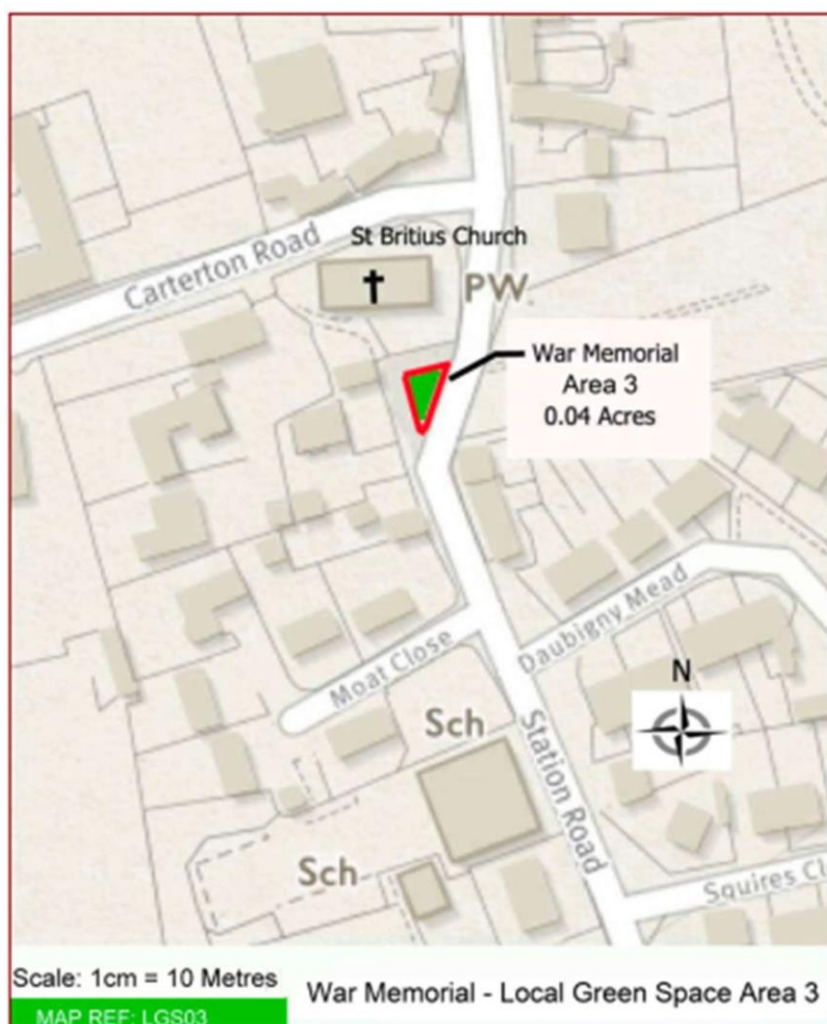 Carterton Road
St Britius Church
PW
War Memorial
Area 3
0.04 Acres
Daubigny Mead
Moat Close
N
Sch
Station Road
Sch
Squires Cl
Scale: 1cm = 10 Metres
War Memorial - Local Green Space Area 3
MAP REF: LGS03